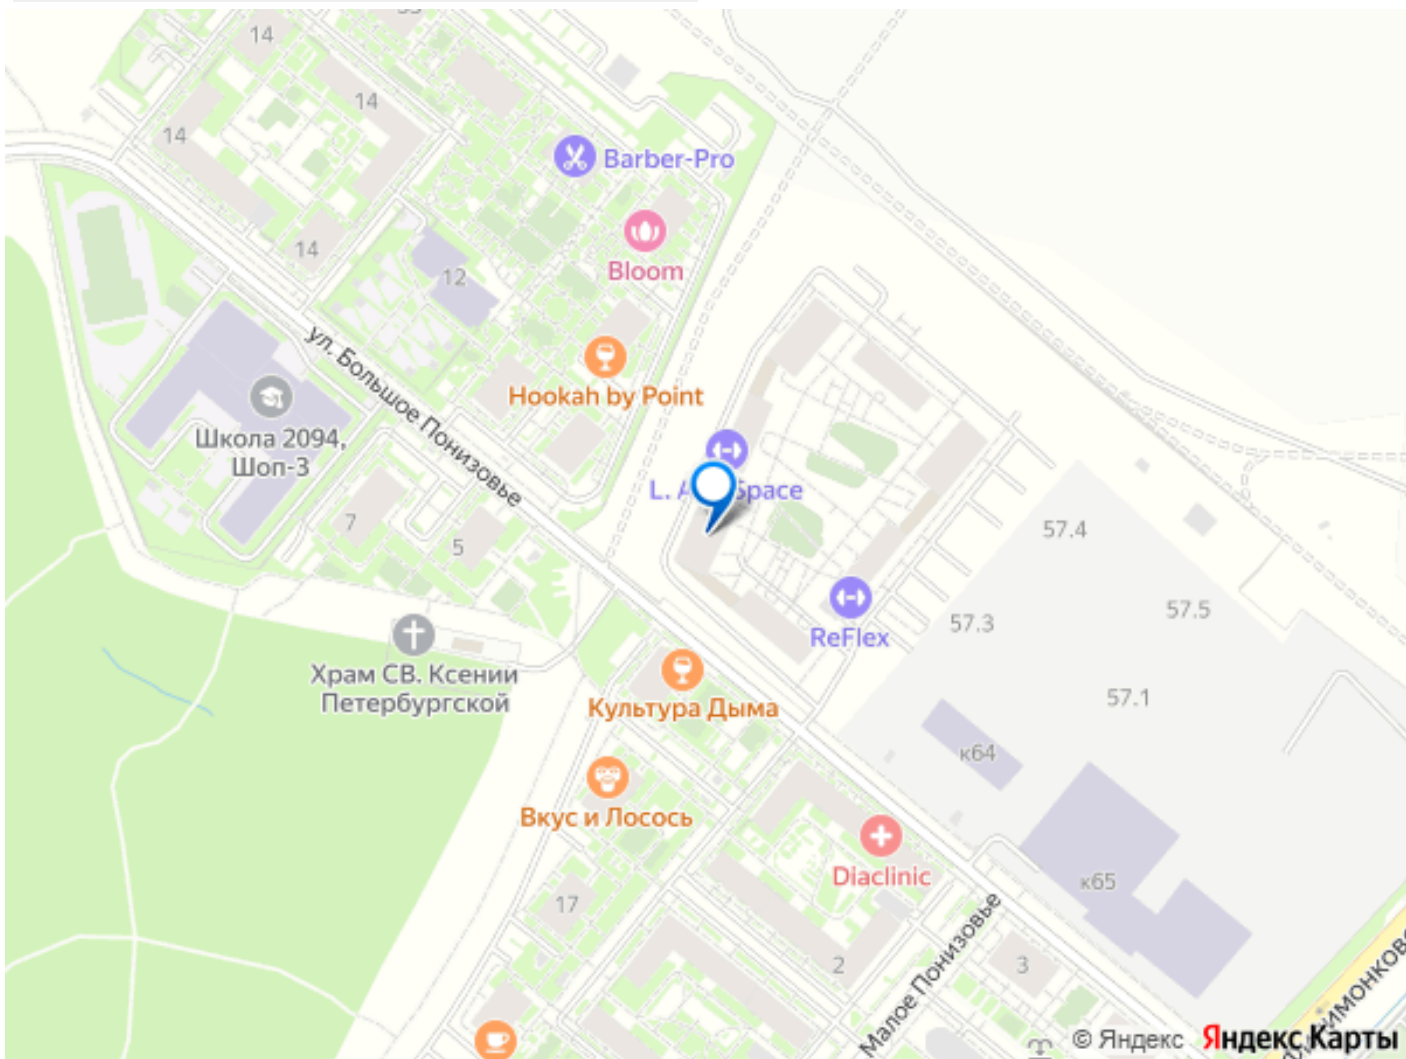 14
14
14
Barber-Pro
14
Bloom
12
ул. Большое Понизовье
Hookah by Point
Школа 2094,
Шоп-3
Space
7
5
57.4
57.3
57.5
ReFlex
Храм СВ. Ксении
Петербургской
57.1
Культура Дыма
к64
Вкус и Лосось
Diaclinic
к65
17
2
3
Малое Понизовье
© Яндекс Яндекс Карты